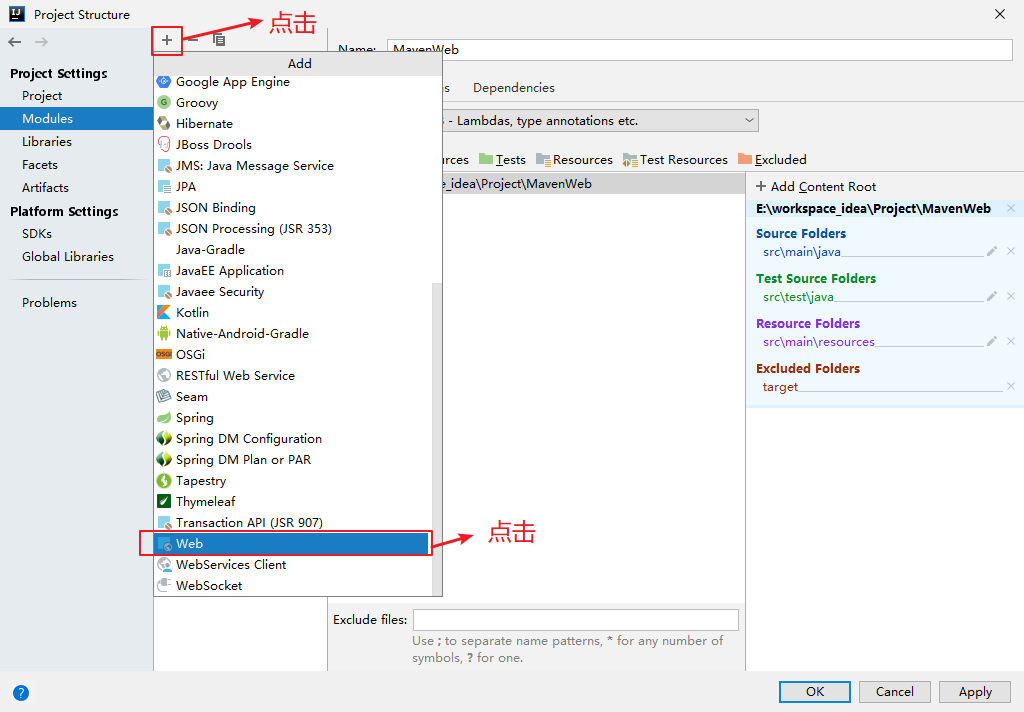 Project Structure
点击
Project Settings
Project
Modules
Libraries
Facets
Artifacts
Platform Settings
SDKs
Global Libraries
Problems
Add
Google App Engine
Groovy
Hibernate
JBoss Drools
JMS: Java Message Service
JPA
JSON Binding
JSON Processing (JSR 353)
Java-Gradle
JavaEE Application
Javaee Security
Kotlin
Native-Android-Gradle
OSGi
RESTful Web Service
Seam
Spring
Spring DM Configuration
Spring DM Plan or PAR
Tapestry
Thymeleaf
Transaction API (JSR 907)
Web
WebServices Client
WebSocket
点击
Name: MavenWeb
s Dependencies
- Lambdas, type annotations etc.
urces Tests Resources Test Resources Excluded
e_idea\Project\MavenWeb
+ Add Content Root
E:\workspace_idea\Project\MavenWeb
Source Folders
src\main\java
Test Source Folders
src\test\java
Resource Folders
src\main\resources
Excluded Folders
target
Exclude files:
Use ; to separate name patterns, * for any number of
symbols, ? for one.
?
OK Cancel Apply